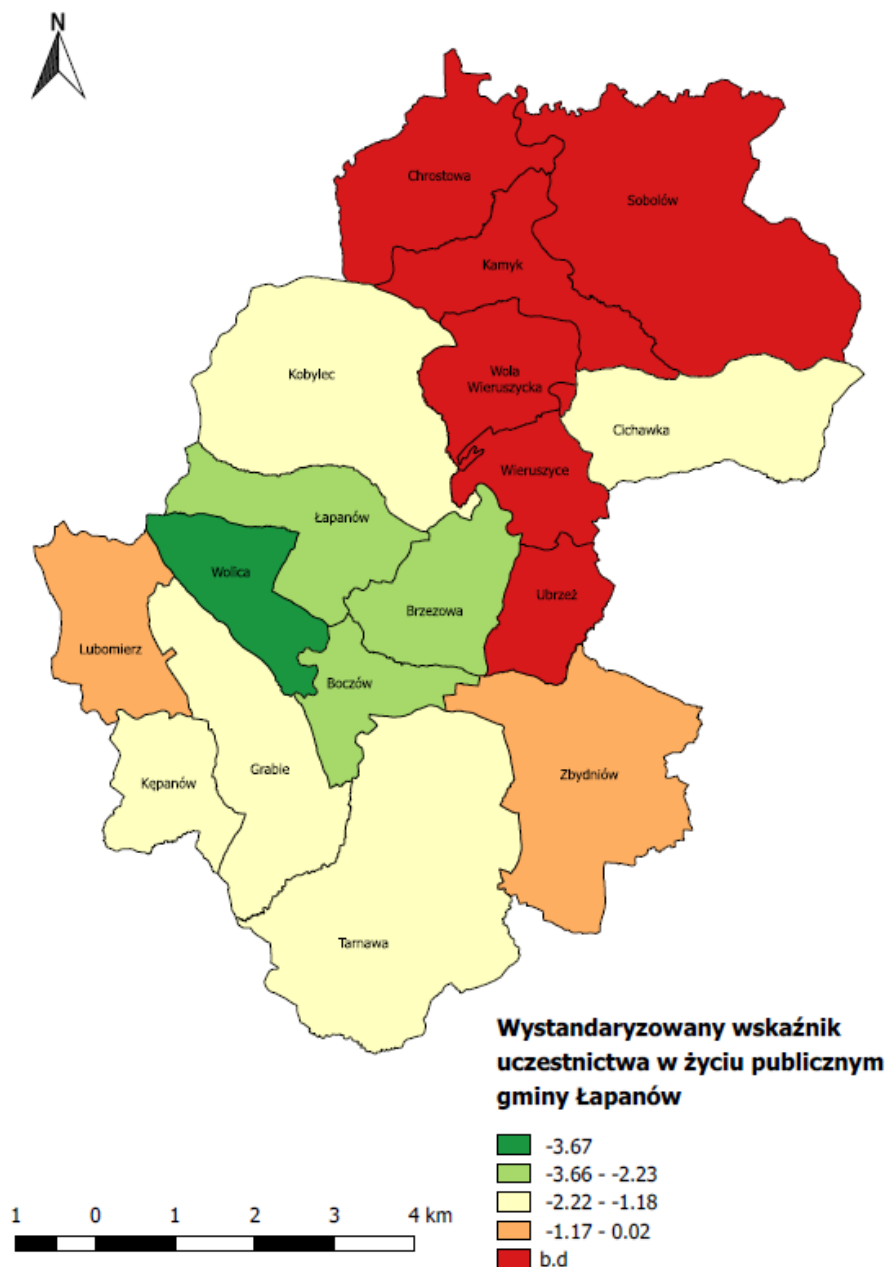 N
Chrostowa
Sobolów
Kamyk
Kobylec
Wola
Wieruszycka
Cichawka
Wieruszyce
Łapanów
Wolica
Brzezowa
Ubrzeż
Lubomierz
Boczów
Grabie
Kępanów
Zbydniów
Tarnawa
Wystandaryzowany wskaźnik
uczestnictwa w życiu publicznym
gminy Łapanów
-3.67
-3.66 - -2.23
-2.22 - -1.18
-1.17 - 0.02
b.d
1 0 1 2 3 4 km